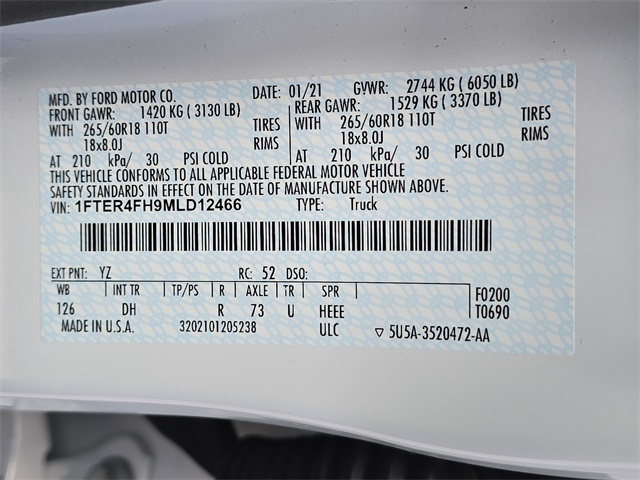 MFD. BY FORD MOTOR CO. DATE: 01/21 GVWR: 2744 KG ( 6050 LB)
FRONT GAWR: 1420 KG ( 3130 LB) REAR GAWR: 1529 KG ( 3370 LB)
WITH 265/60R18 110T TIRES WITH 265/60R18 110T TIRES
18x8.0J RIMS 18x8.0J RIMS
AT 210 kPa/ 30 PSI COLD AT 210 kPa/ 30 PSI COLD
THIS VEHICLE CONFORMS TO ALL APPLICABLE FEDERAL MOTOR VEHICLE
SAFETY STANDARDS IN EFFECT ON THE DATE OF MANUFACTURE SHOWN ABOVE.
VIN: 1FTER4FH9MLD12466 TYPE: Truck
EXT PNT: YZ RC: 52 DSO:
WB INT TR TP/PS R AXLE TR SPR F0200
126 DH R 73 U HEEE T0690
MADE IN U.S.A. 3202101205238 ULC ▽ 5U5A-3520472-AA